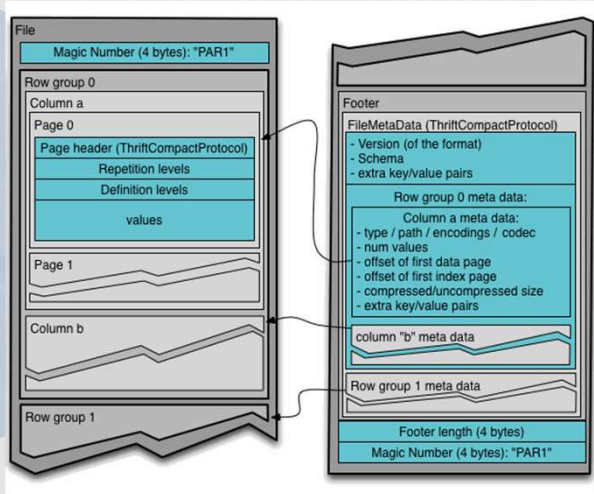 File
Magic Number (4 bytes): "PAR1"
Row group 0
Column a
Page 0
Page header (ThriftCompactProtocol)
Repetition levels
Definition levels
values
Page 1
Column b
Row group 1
Footer
FileMetaData (ThriftCompactProtocol)
- Version (of the format)
- Schema
- extra key/value pairs
Row group 0 meta data:
Column a meta data:
- type / path / encodings / codec
- num values
- offset of first data page
- offset of first index page
- compressed/uncompressed size
- extra key/value pairs
column "b" meta data
Row group 1 meta data
Footer length (4 bytes)
Magic Number (4 bytes): "PAR1"